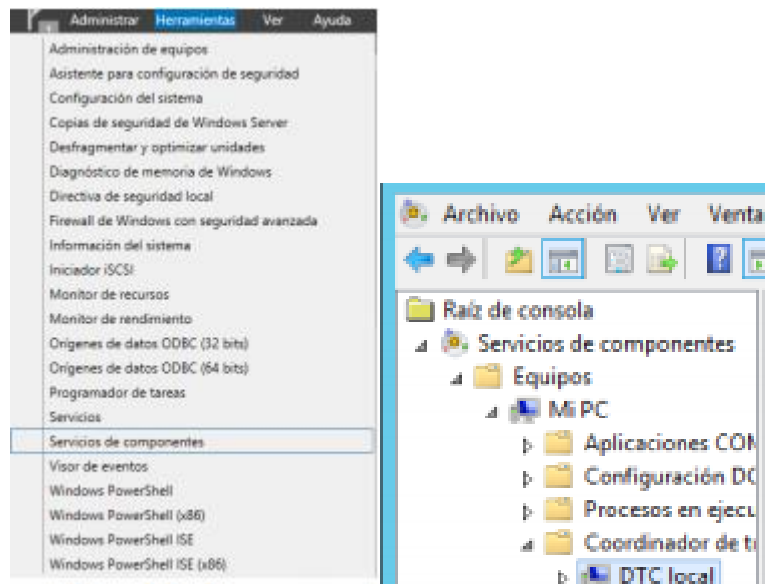 Administrar Herramientas Ver Ayuda
Administración de equipos
Asistente para configuración de seguridad
Configuración del sistema
Copias de seguridad de Windows Server
Desfragmentar y optimizar unidades
Diagnóstico de memoria de Windows
Directiva de seguridad local
Firewall de Windows con seguridad avanzada
Información del sistema
Iniciador iSCSI
Monitor de recursos
Monitor de rendimiento
Orígenes de datos ODBC (32 bits)
Orígenes de datos ODBC (64 bits)
Programador de tareas
Servicios
Servicios de componentes
Visor de eventos
Windows PowerShell
Windows PowerShell (x86)
Windows PowerShell ISE
Windows PowerShell ISE (x86)
Archivo Acción Ver Venta
Raíz de consola
Servicios de componentes
Equipos
Mi PC
Aplicaciones COM
Configuración DC
Procesos en ejecu
Coordinador de tr
DTC local